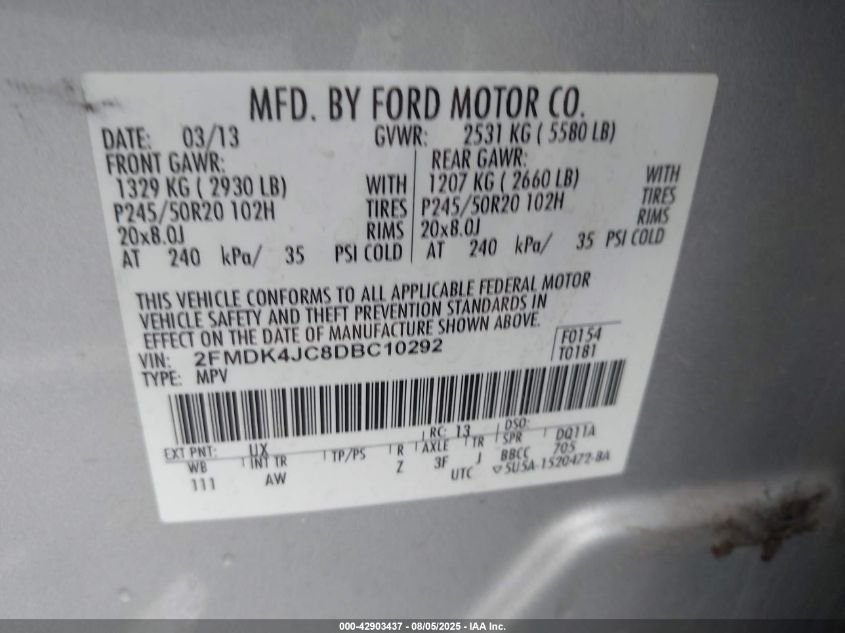 MFD. BY FORD MOTOR CO.
DATE: 03/13 GVWR: 2531 KG ( 5580 LB)
FRONT GAWR: REAR GAWR:
1329 KG ( 2930 LB) WITH 1207 KG ( 2660 LB) WITH
P245/50R20 102H TIRES P245/50R20 102H TIRES
20x8.0J RIMS 20x8.0J RIMS
AT 240 kPa/ 35 PSI COLD AT 240 kPa/ 35 PSI COLD
THIS VEHICLE CONFORMS TO ALL APPLICABLE FEDERAL MOTOR
VEHICLE SAFETY AND THEFT PREVENTION STANDARDS IN
EFFECT ON THE DATE OF MANUFACTURE SHOWN ABOVE.
VIN: 2FMDK4JC8DBC10292 F0154
TYPE: MPV T0181
EXT PNT: UX RC: 13 DSO:
WB INT TR TP/PS R AXLE TR SPR DQ11A
111 AW Z 3F J BBCC 705
UTC ▽5U5A-1520472-BA
000-42903437 - 08/05/2025 - IAA Inc.